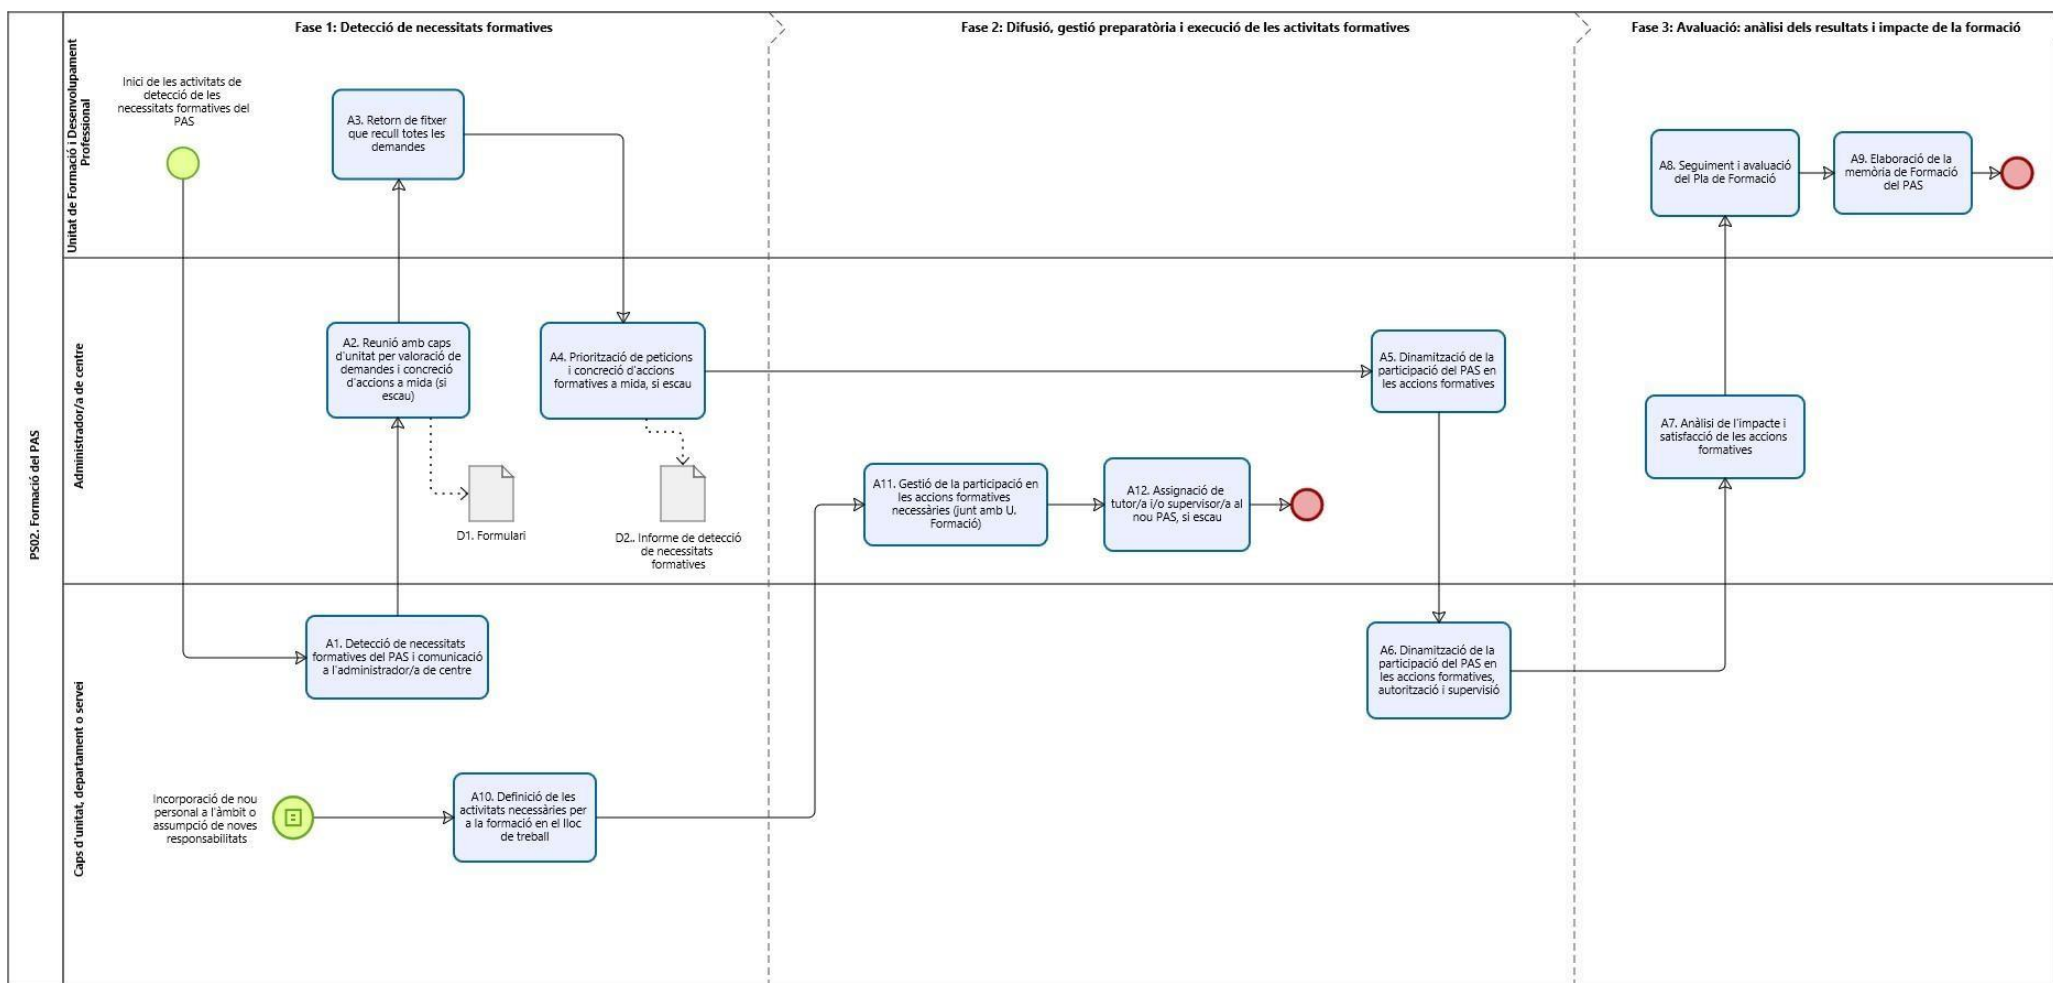 PS02. Formació del PAS
Fase 1: Detecció de necessitats formatives
Fase 2: Difusió, gestió preparatòria i execució de les activitats formatives
Fase 3: Avaluació: anàlisi dels resultats i impacte de la formació
Unitat de Formació i Desenvolupament
Professional
Inici de les activitats de
detecció de les
necessitats formatives del
PAS
A3. Retorn de fitxer
que recull totes les
demandes
A8. Seguiment i avaluació
del Pla de Formació
A9. Elaboració de la
memòria de Formació
del PAS
Administrador/a de centre
A2. Reunió amb caps
d'unitat per valoració de
demandes i concreció
d'accions a mida (si
escau)
A4. Priorització de peticions
i concreció d'accions
formatives a mida, si escau
A5. Dinamització de la
participació del PAS en
les accions formatives
A7. Anàlisi de l'impacte i
satisfacció de les accions
formatives
D1. Formulari
D2.. Informe de detecció
de necessitats
formatives
A11. Gestió de la participació en
les accions formatives
necessàries (junt amb U.
Formació)
A12. Assignació de
tutor/a i/o supervisor/a al
nou PAS, si escau
Caps d'unitat, departament o servei
A1. Detecció de necessitats
formatives del PAS i comunicació
a l'administrador/a de centre
A6. Dinamització de la
participació del PAS en
les accions formatives,
autorització i supervisió
Incorporació de nou
personal a l'àmbit o
assumpció de noves
responsabilitats
A10. Definició de les
activitats necessàries per
a la formació en el lloc
de treball